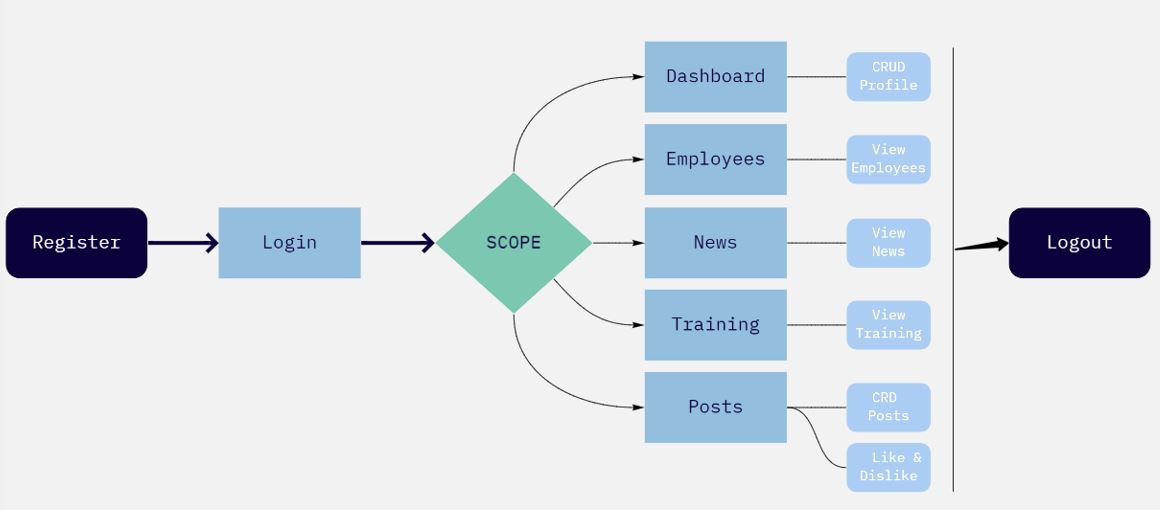 Register
Login
SCOPE
Dashboard
CRUD
Profile
Employees
View
Employees
News
View
News
Training
View
Training
Posts
CRD
Posts
Like &
Dislike
Logout